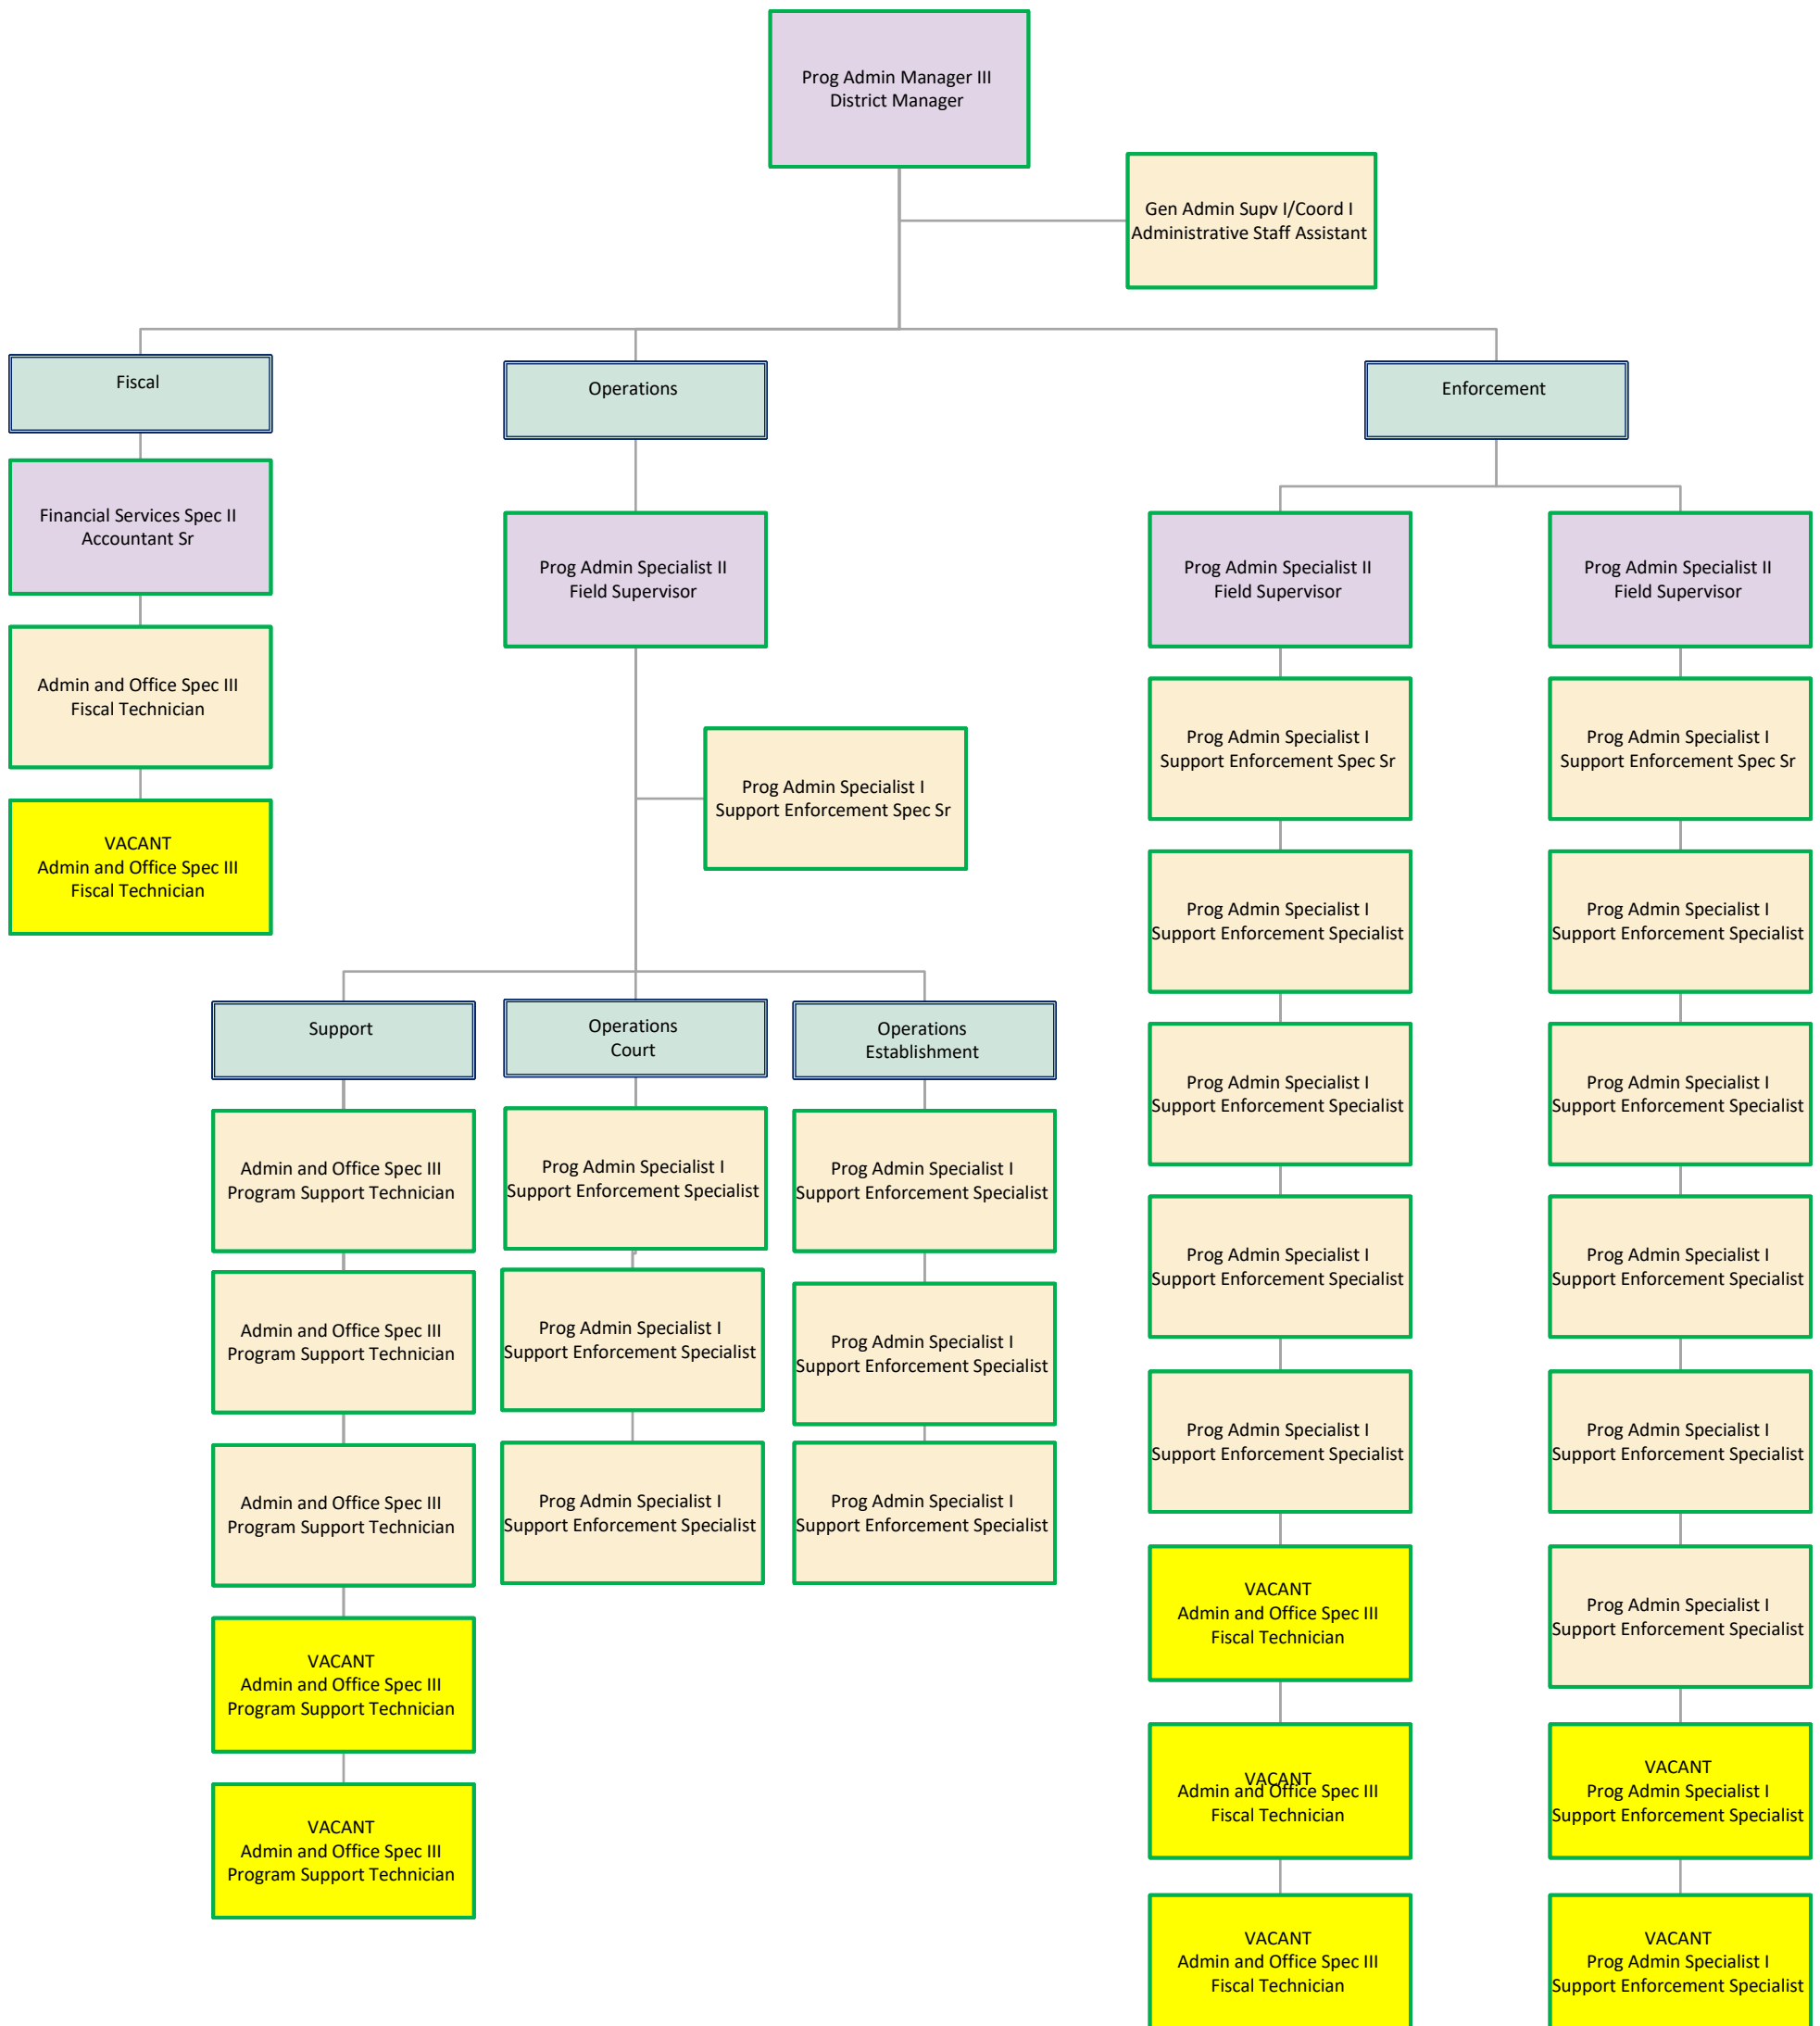 Prog Admin Manager III
District Manager
Gen Admin Supv I/Coord I
Administrative Staff Assistant
Fiscal
Financial Services Spec II
Accountant Sr
Admin and Office Spec III
Fiscal Technician
VACANT
Admin and Office Spec III
Fiscal Technician
Operations
Prog Admin Specialist II
Field Supervisor
Prog Admin Specialist I
Support Enforcement Spec Sr
Support
Admin and Office Spec III
Program Support Technician
Admin and Office Spec III
Program Support Technician
Admin and Office Spec III
Program Support Technician
VACANT
Admin and Office Spec III
Program Support Technician
VACANT
Admin and Office Spec III
Program Support Technician
Operations
Court
Prog Admin Specialist I
Support Enforcement Specialist
Prog Admin Specialist I
Support Enforcement Specialist
Prog Admin Specialist I
Support Enforcement Specialist
Operations
Establishment
Prog Admin Specialist I
Support Enforcement Specialist
Prog Admin Specialist I
Support Enforcement Specialist
Prog Admin Specialist I
Support Enforcement Specialist
Enforcement
Prog Admin Specialist II
Field Supervisor
Prog Admin Specialist I
Support Enforcement Spec Sr
Prog Admin Specialist I
Support Enforcement Specialist
Prog Admin Specialist I
Support Enforcement Specialist
Prog Admin Specialist I
Support Enforcement Specialist
Prog Admin Specialist I
Support Enforcement Specialist
VACANT
Admin and Office Spec III
Fiscal Technician
VACANT
Admin and Office Spec III
Fiscal Technician
VACANT
Admin and Office Spec III
Fiscal Technician
Prog Admin Specialist II
Field Supervisor
Prog Admin Specialist I
Support Enforcement Spec Sr
Prog Admin Specialist I
Support Enforcement Specialist
Prog Admin Specialist I
Support Enforcement Specialist
Prog Admin Specialist I
Support Enforcement Specialist
Prog Admin Specialist I
Support Enforcement Specialist
Prog Admin Specialist I
Support Enforcement Specialist
VACANT
Prog Admin Specialist I
Support Enforcement Specialist
VACANT
Prog Admin Specialist I
Support Enforcement Specialist